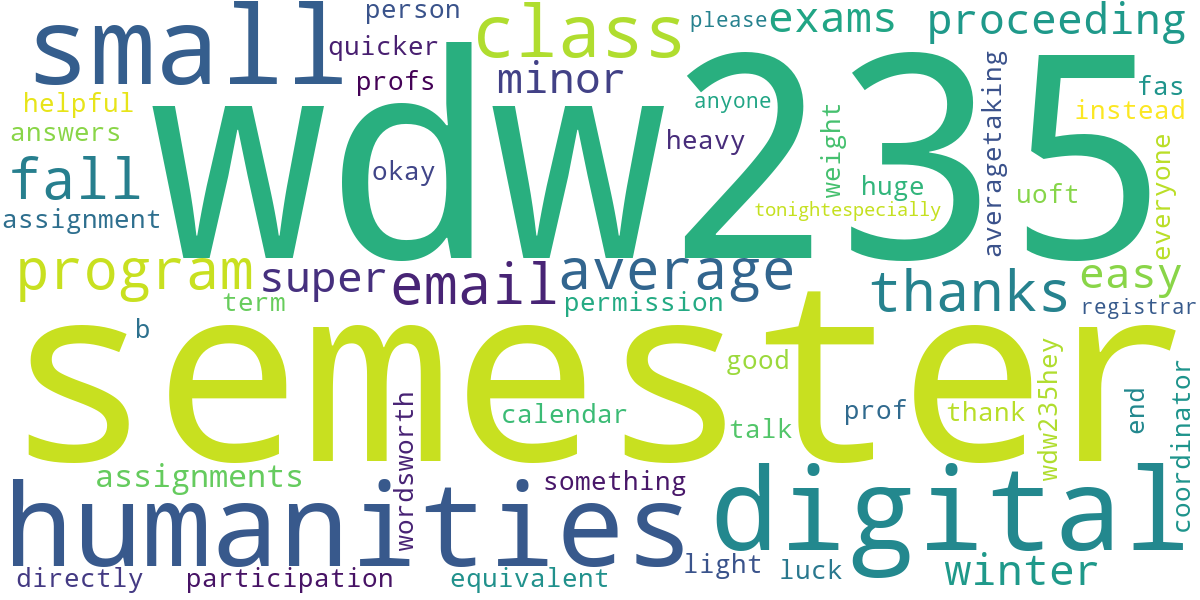 person
please
exams
proceeding
small
class
quicker
profs
minor
wdw235
fas
helpful
anyone
instead
answers
heavy
weight
averagetaking
everyone
fall
okay
huge
uoft
assignment
tonightespecially
program
super
email
average
thanks
easy
term
permission
registrar
b
semester
good
calendar
prof
thank
end
talk
wordsworth
wdw235hey
coordinator
assignments
something
humanities
digital
directly
participation
equivalent
light
luck
winter